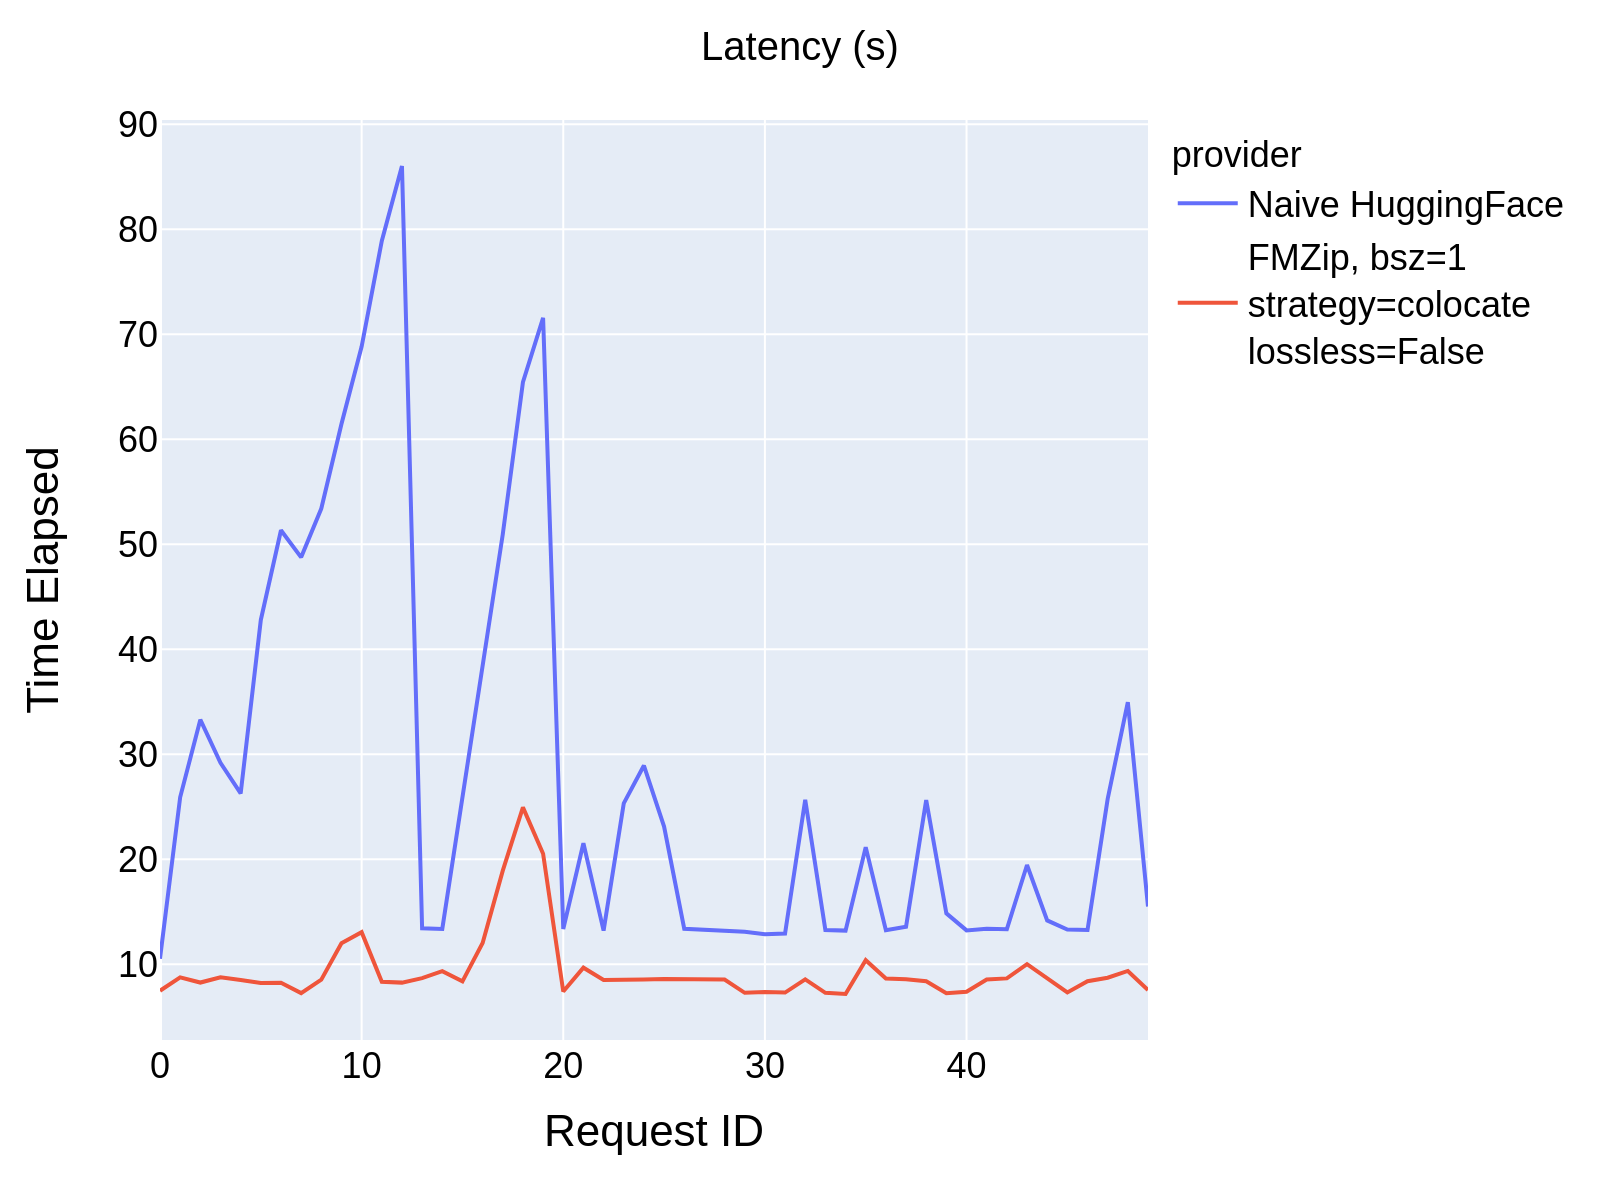 Latency (s)
90
80
70
60
50
40
30
20
10
Time Elapsed
0 10 20 30 40
Request ID
provider
Naive HuggingFace
FMZip, bsz=1
strategy=colocate
lossless=False